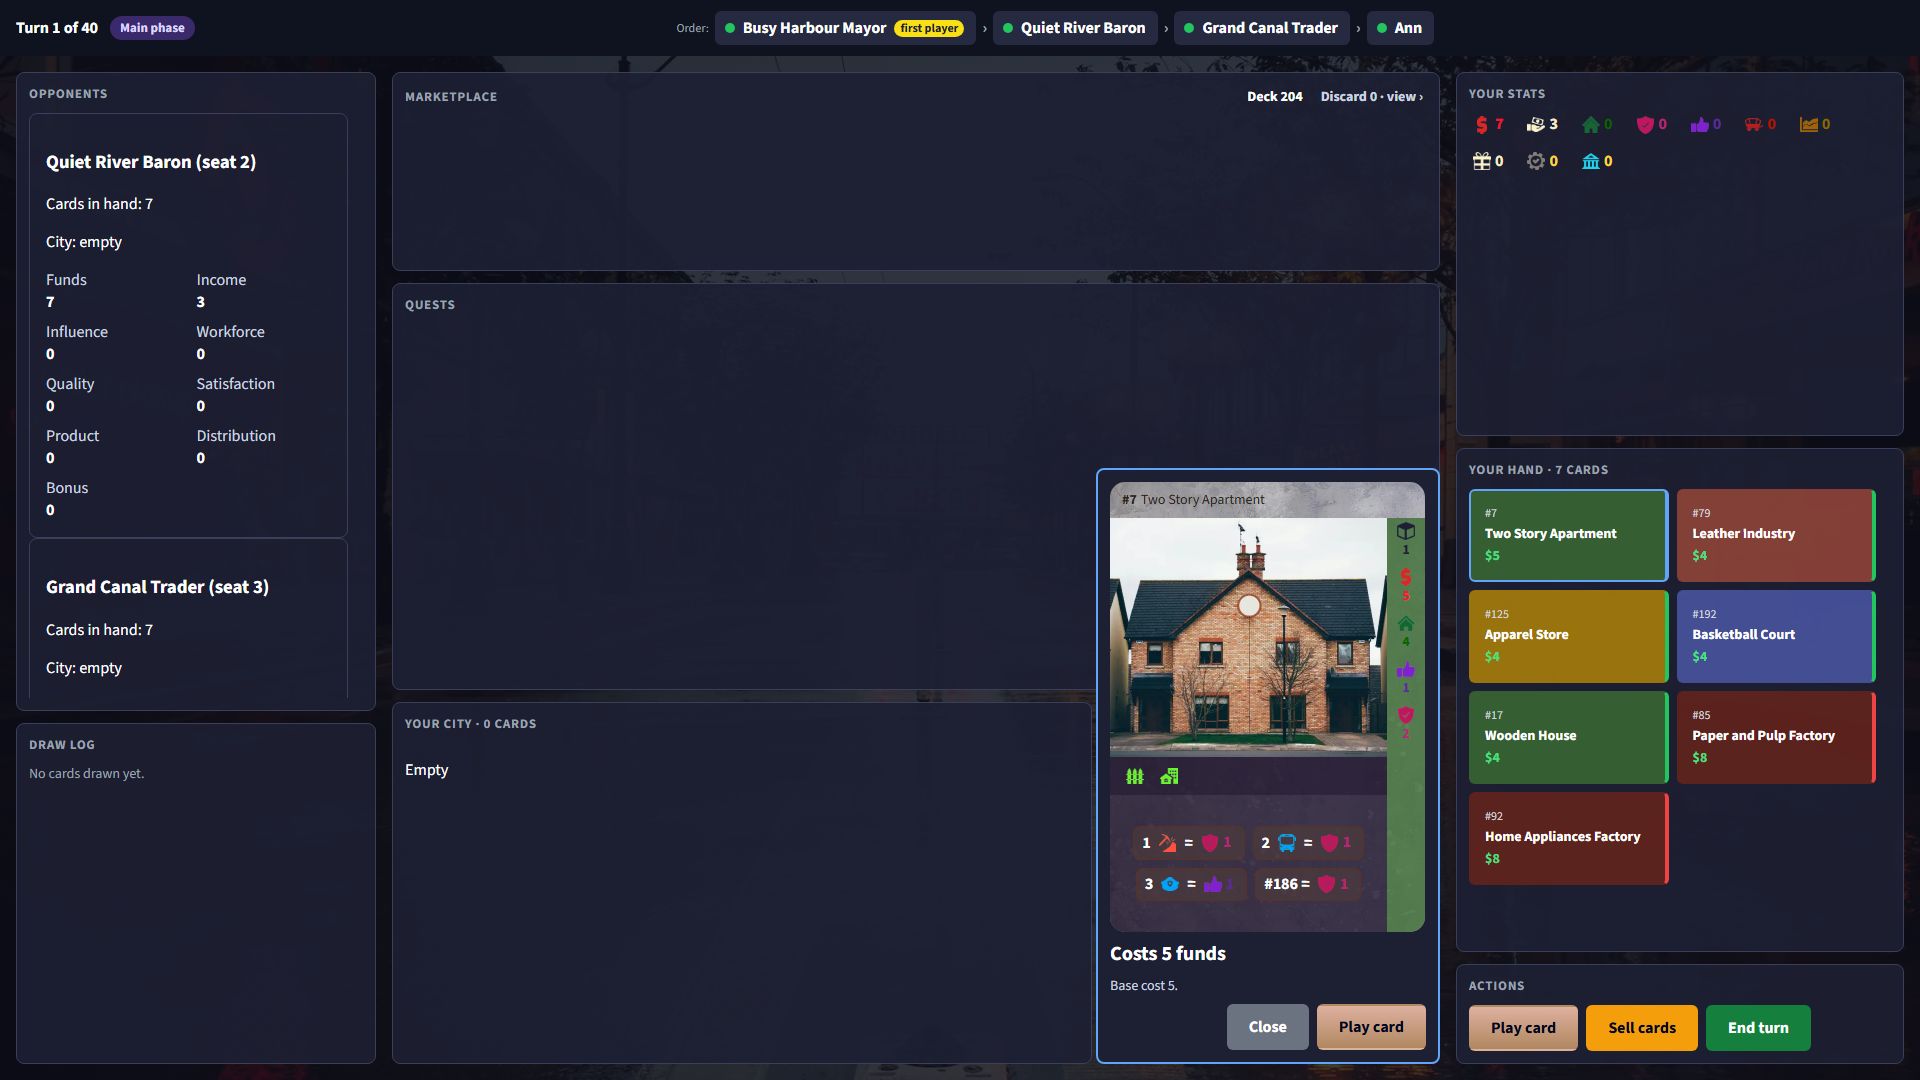 Turn 1 of 40
Main phase
Order:
Busy Harbour Mayor
first player
›
Quiet River Baron
›
Grand Canal Trader
›
Ann
OPPONENTS
Quiet River Baron (seat 2)
Cards in hand: 7
City: empty
Funds
Income
7
3
Influence
Workforce
0
0
Quality
Satisfaction
0
0
Product
Distribution
0
0
Bonus
0
Grand Canal Trader (seat 3)
Cards in hand: 7
City: empty
DRAW LOG
No cards drawn yet.
MARKETPLACE
Deck 204
Discard 0 · view ›
QUESTS
YOUR CITY · 0 CARDS
Empty
#7 Two Story Apartment
1
5
4
1
2
1 = 1
2 = 1
3 = 1
#186 = 1
Costs 5 funds
Base cost 5.
Close
Play card
YOUR STATS
$ 7
3
0
0
0
0
0
0
0
0
YOUR HAND · 7 CARDS
#7
Two Story Apartment
$5
#79
Leather Industry
$4
#125
Apparel Store
$4
#192
Basketball Court
$4
#17
Wooden House
$4
#85
Paper and Pulp Factory
$8
#92
Home Appliances Factory
$8
ACTIONS
Play card
Sell cards
End turn